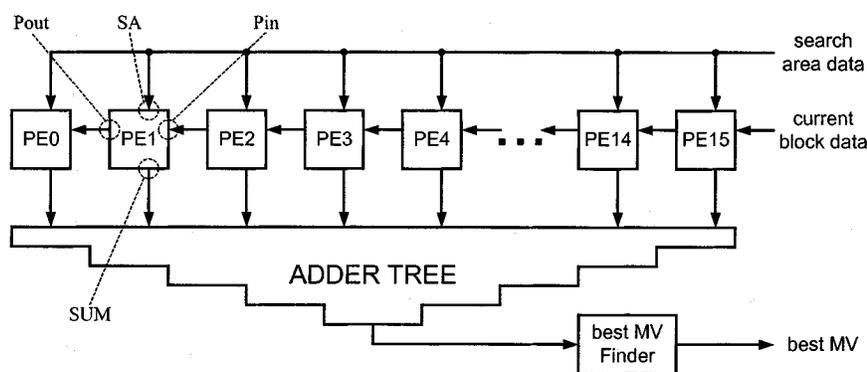 Pout SA Pin
search
area data
PE0 PE1 PE2 PE3 PE4 ... PE14 PE15
current
block data
ADDER TREE
SUM
best MV
Finder
best MV